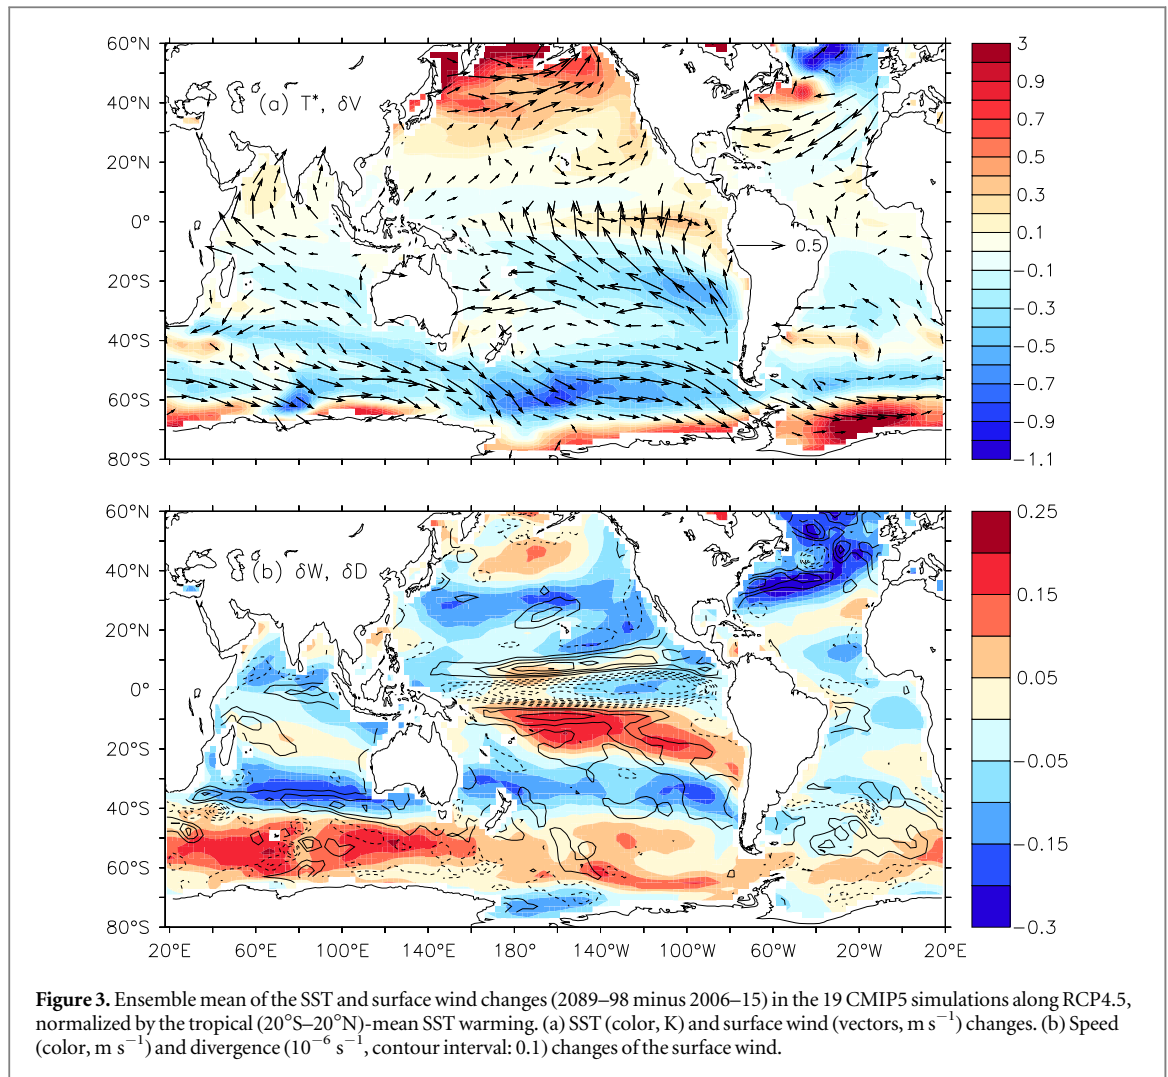 60°N
40°N
20°N
0°
20°S
40°S
60°S
80°S
(a) T*, δV
0.5
3
0.9
0.7
0.5
0.3
0.1
−0.1
−0.3
−0.5
−0.7
−0.9
−1.1
60°N
40°N
20°N
0°
20°S
40°S
60°S
80°S
(b) δW, δD
0.25
0.15
0.05
−0.05
−0.15
−0.3
20°E 60°E 100°E 140°E 180° 140°W 100°W 60°W 20°W 20°E
Figure 3. Ensemble mean of the SST and surface wind changes (2089–98 minus 2006–15) in the 19 CMIP5 simulations along RCP4.5,
normalized by the tropical (20°S–20°N)-mean SST warming. (a) SST (color, K) and surface wind (vectors, m s⁻¹) changes. (b) Speed
(color, m s⁻¹) and divergence (10⁻⁶ s⁻¹, contour interval: 0.1) changes of the surface wind.